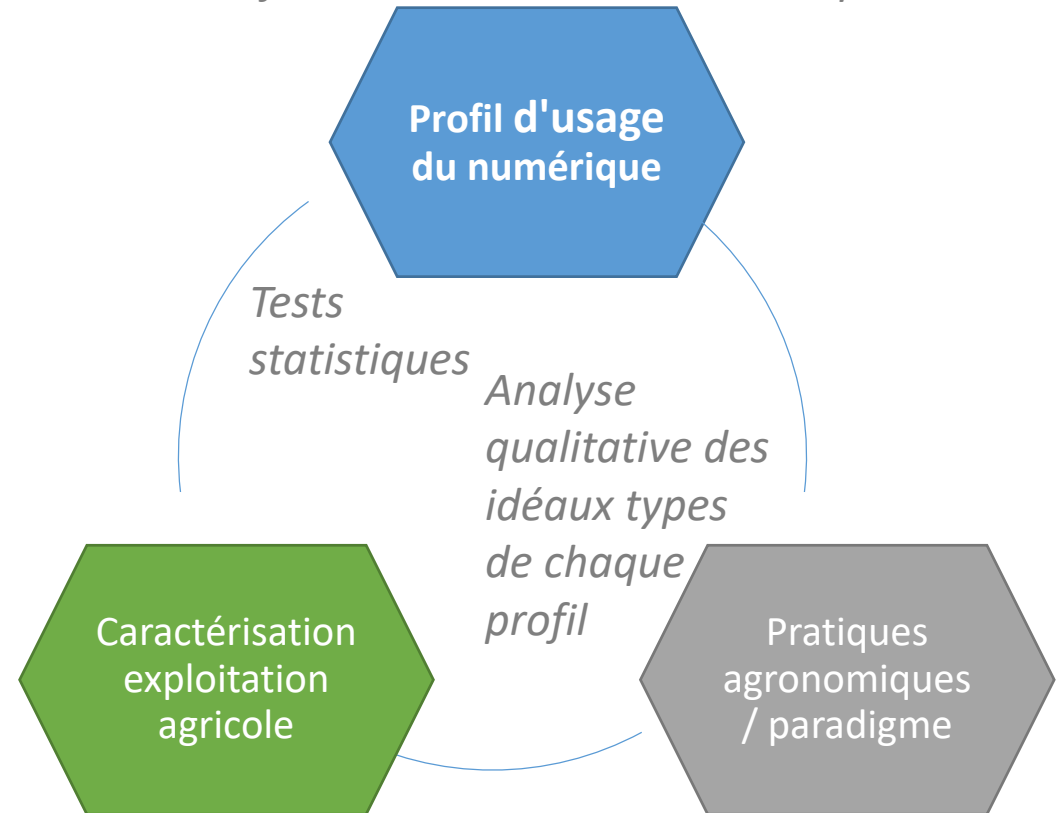 Profil d'usage
du numérique
Tests
statistiques
Analyse
qualitative des
idéaux types
de chaque
profil
Caractérisation
exploitation
agricole
Pratiques
agronomiques
/ paradigme